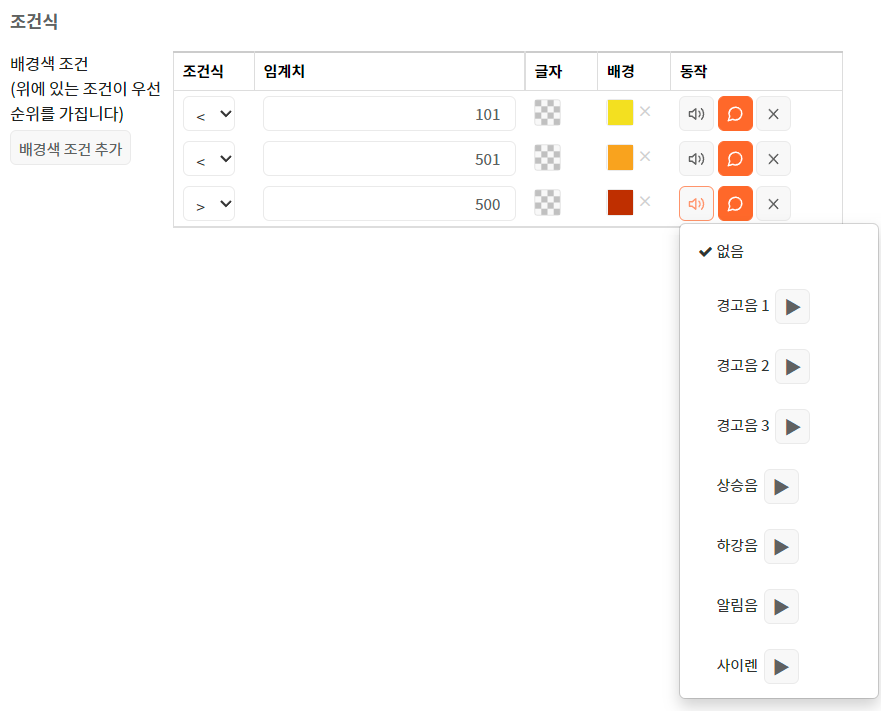 조건식
배경색 조건
(위에 있는 조건이 우선
순위를 가집니다)
배경색 조건 추가
조건식 임계치 글자 배경 동작
< 101
< 501
> 500
없음
경고음 1
경고음 2
경고음 3
상승음
하강음
알림음
사이렌